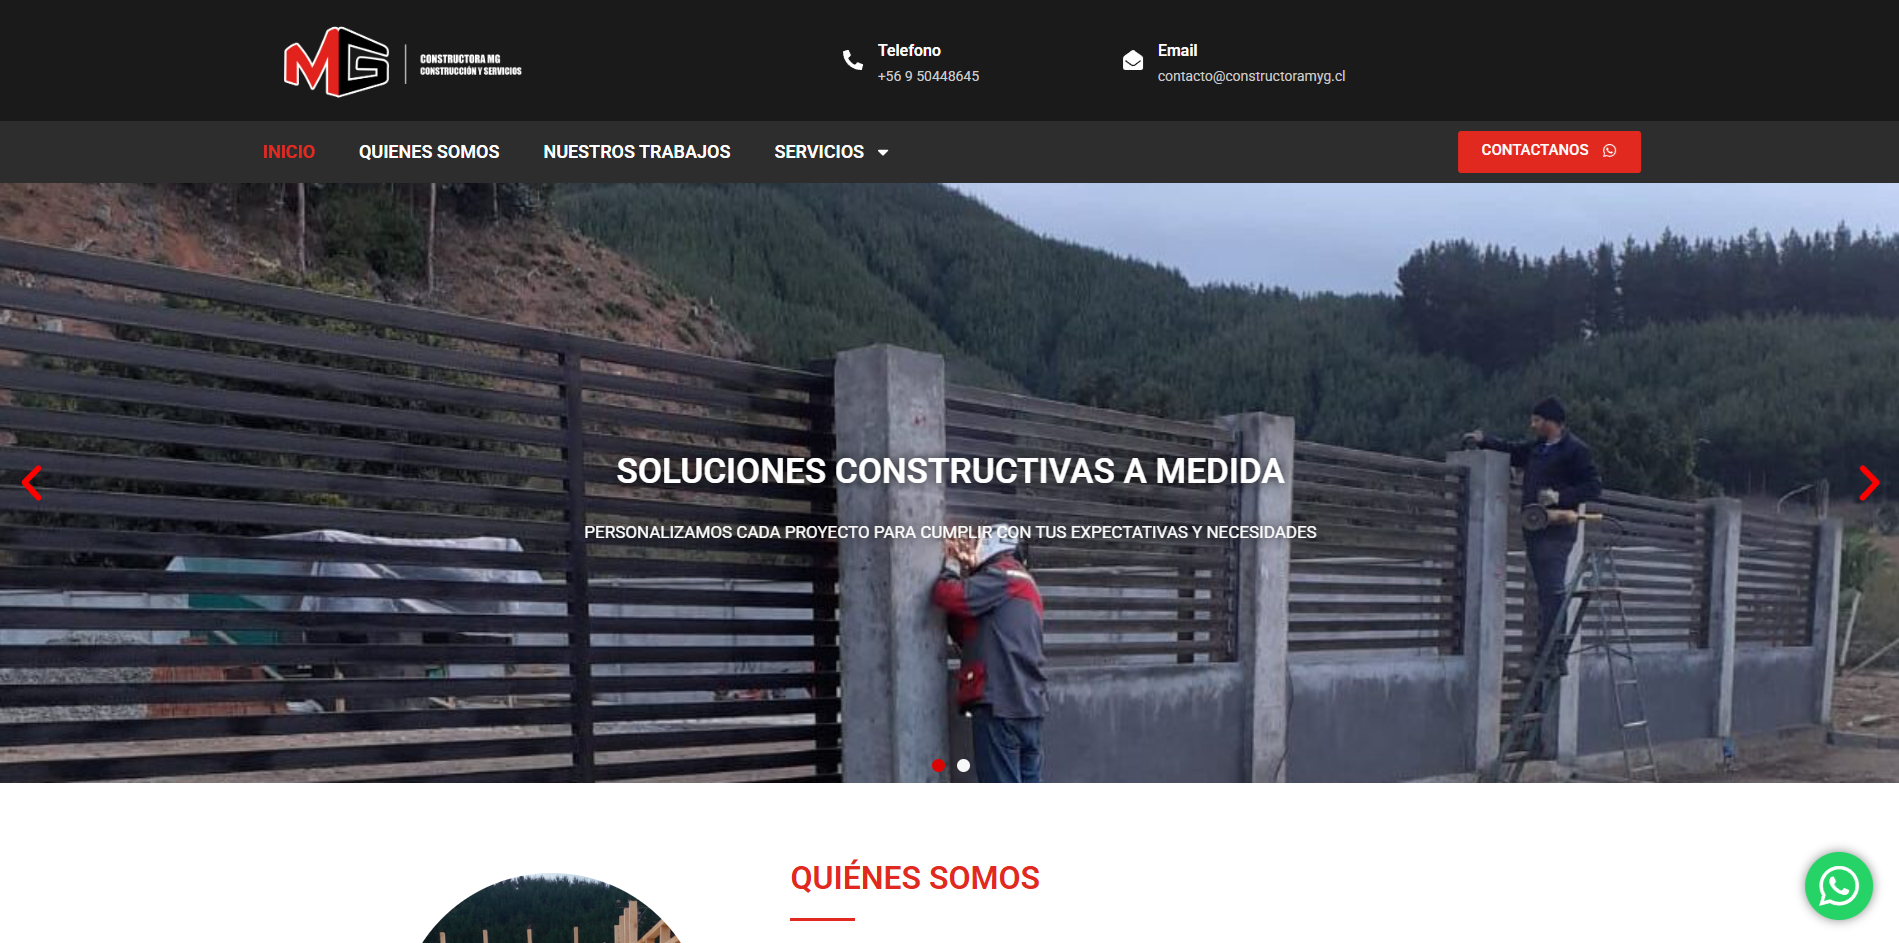 MG
CONSTRUCTORA MG
CONSTRUCCIÓN Y SERVICIOS
Telefono
+56 9 50448645
Email
contacto@constructoramyg.cl
INICIO
QUIENES SOMOS
NUESTROS TRABAJOS
SERVICIOS
CONTACTANOS
SOLUCIONES CONSTRUCTIVAS A MEDIDA
PERSONALIZAMOS CADA PROYECTO PARA CUMPLIR CON TUS EXPECTATIVAS Y NECESIDADES
QUIÉNES SOMOS